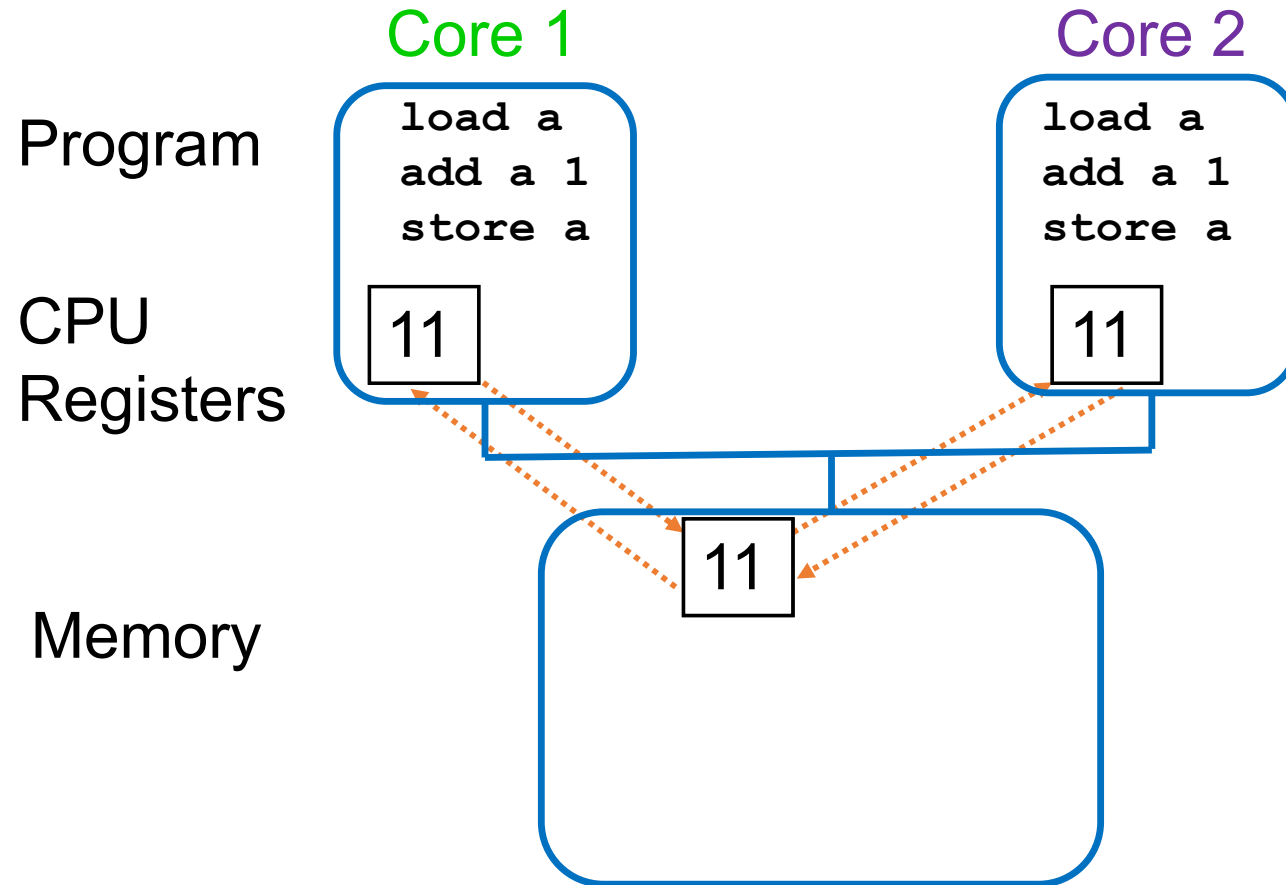 Core 1
Core 2
Program
load a
add a 1
store a
load a
add a 1
store a
CPU
Registers
11
11
11
Memory